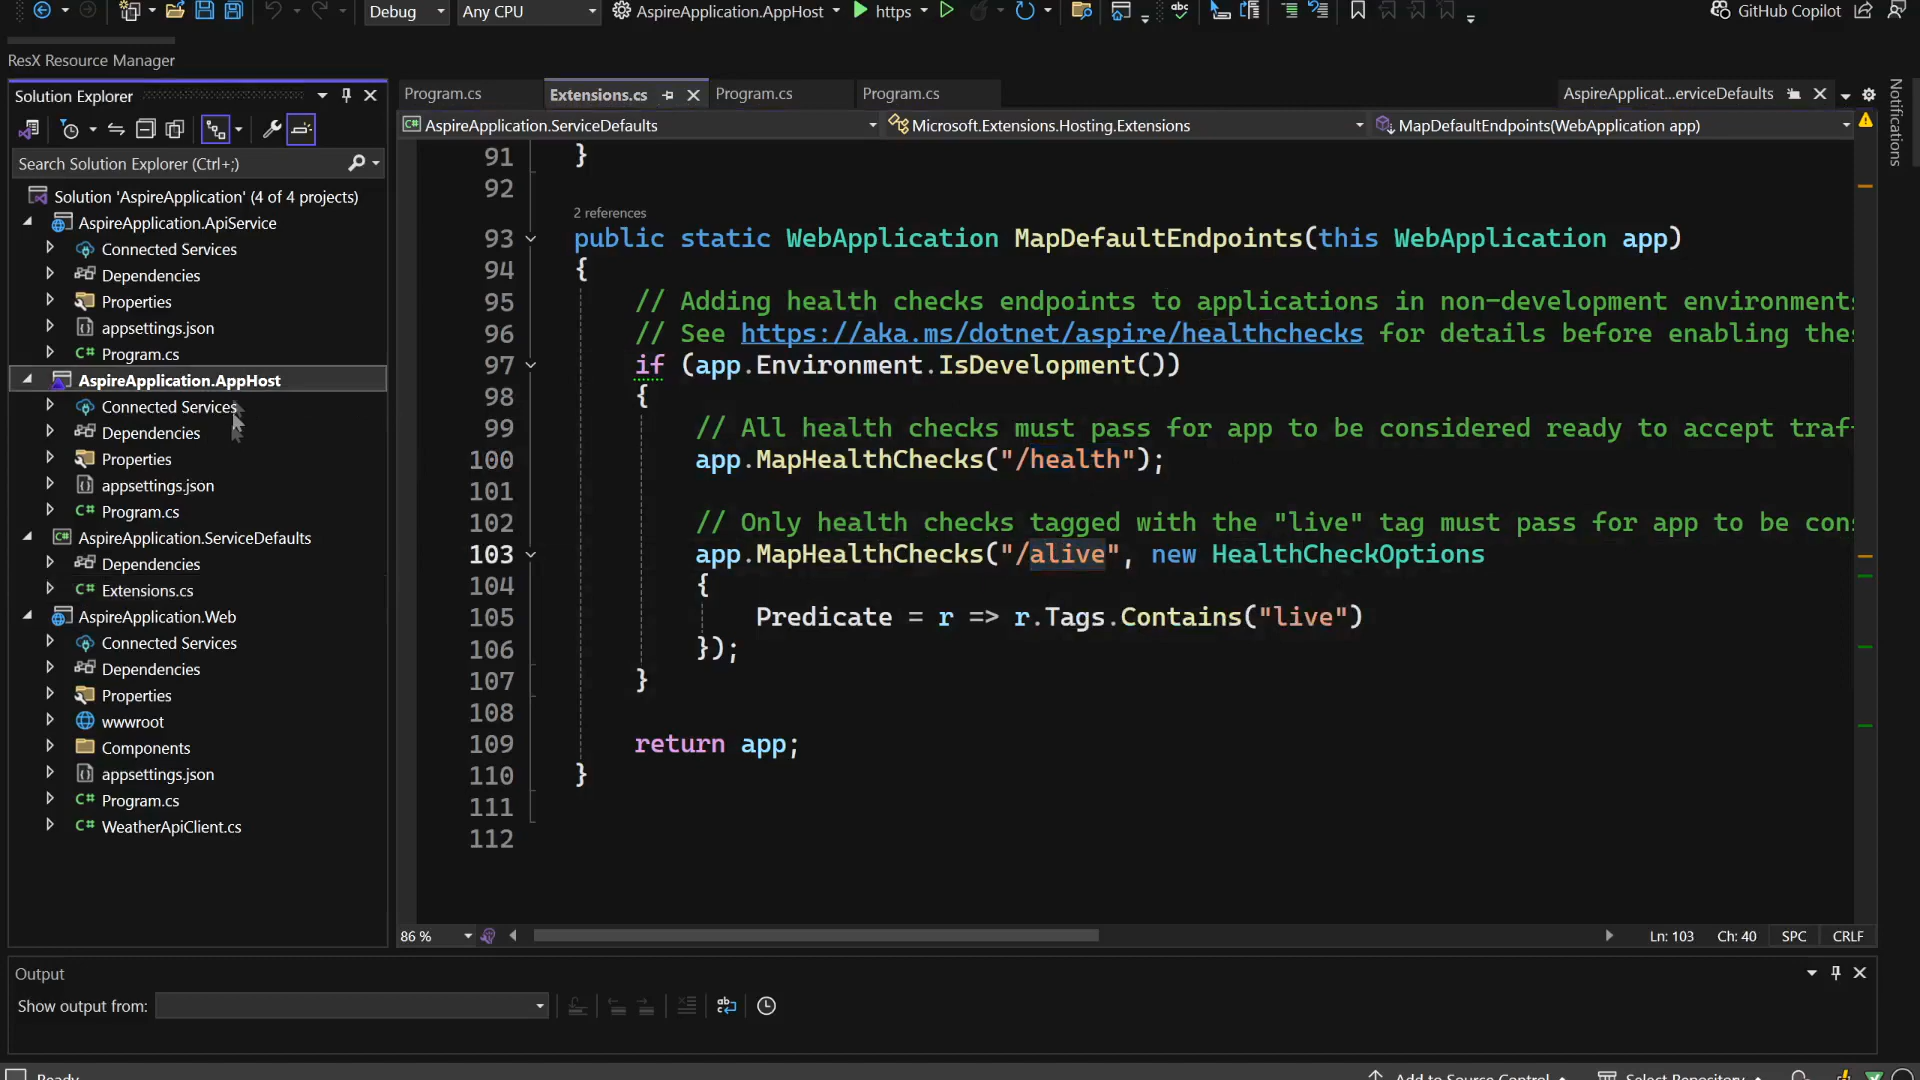 Debug
Any CPU
AspireApplication.AppHost
https
GitHub Copilot
ResX Resource Manager
Solution Explorer
Search Solution Explorer (Ctrl+;)
Solution 'AspireApplication' (4 of 4 projects)
AspireApplication.ApiService
Connected Services
Dependencies
Properties
appsettings.json
C# Program.cs
AspireApplication.AppHost
Connected Services
Dependencies
Properties
appsettings.json
C# Program.cs
AspireApplication.ServiceDefaults
Dependencies
C# Extensions.cs
AspireApplication.Web
Connected Services
Dependencies
Properties
wwwroot
Components
appsettings.json
C# Program.cs
C# WeatherApiClient.cs
Program.cs
Extensions.cs
Program.cs
Program.cs
AspireApplicat...erviceDefaults
Notifications
AspireApplication.ServiceDefaults
Microsoft.Extensions.Hosting.Extensions
MapDefaultEndpoints(WebApplication app)
91 }
92
2 references
93 public static WebApplication MapDefaultEndpoints(this WebApplication app)
94 {
95 // Adding health checks endpoints to applications in non-development environments
96 // See https://aka.ms/dotnet/aspire/healthchecks for details before enabling thes
97 if (app.Environment.IsDevelopment())
98 {
99 // All health checks must pass for app to be considered ready to accept traf
100 app.MapHealthChecks("/health");
101
102 // Only health checks tagged with the "live" tag must pass for app to be con
103 app.MapHealthChecks("/alive", new HealthCheckOptions
104 {
105 Predicate = r => r.Tags.Contains("live")
106 });
107 }
108
109 return app;
110 }
111
112
86 %
Ln: 103
Ch: 40
SPC
CRLF
Output
Show output from:
Ready
Add to Source Control
Select Repository